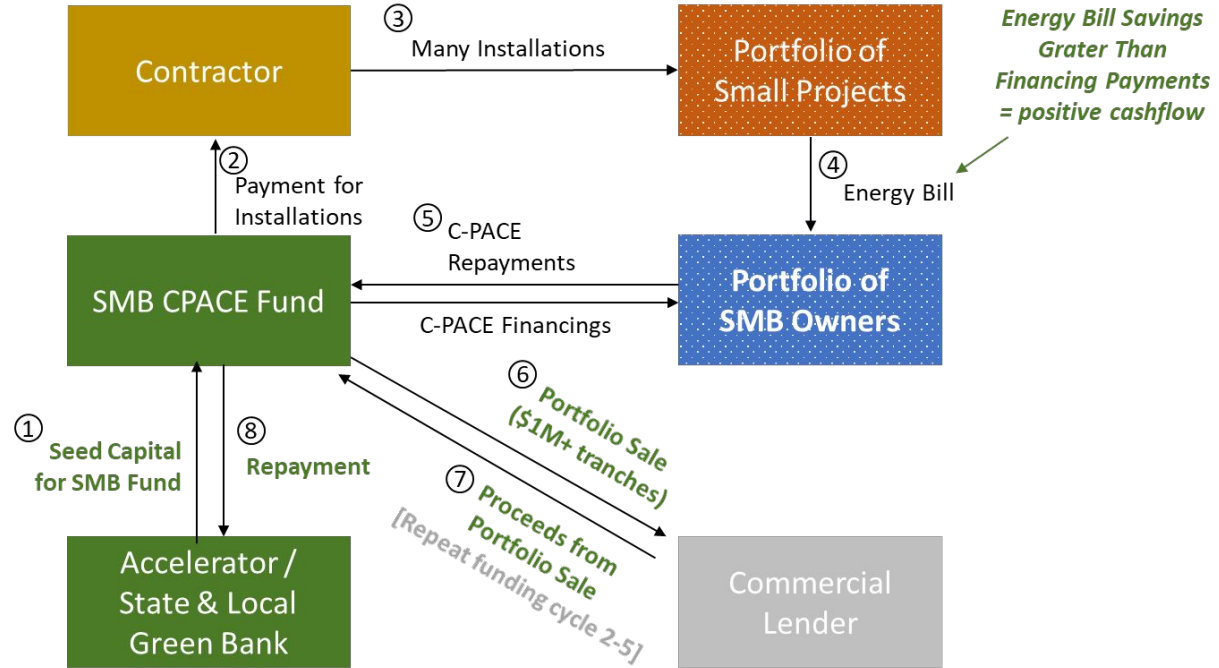 ③
Many Installations
Contractor
Portfolio of
Small Projects
Energy Bill Savings
Grater Than
Financing Payments
= positive cashflow
②
Payment for
Installations
④
Energy Bill
⑤
C-PACE
Repayments
SMB CPACE Fund
C-PACE Financings
Portfolio of
SMB Owners
①
Seed Capital
for SMB Fund
⑧
Repayment
⑥
Portfolio Sale
($1M+ tranches)
⑦
Proceeds from
Portfolio Sale
[Repeat funding cycle 2-5]
Accelerator /
State & Local
Green Bank
Commercial
Lender